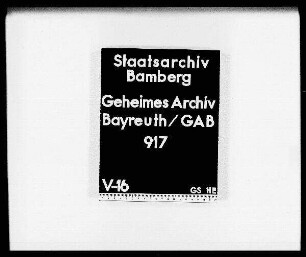 Staatsarchiv
Bamberg
Geheimes Archiv
Bayreuth/GAB
917
V-16